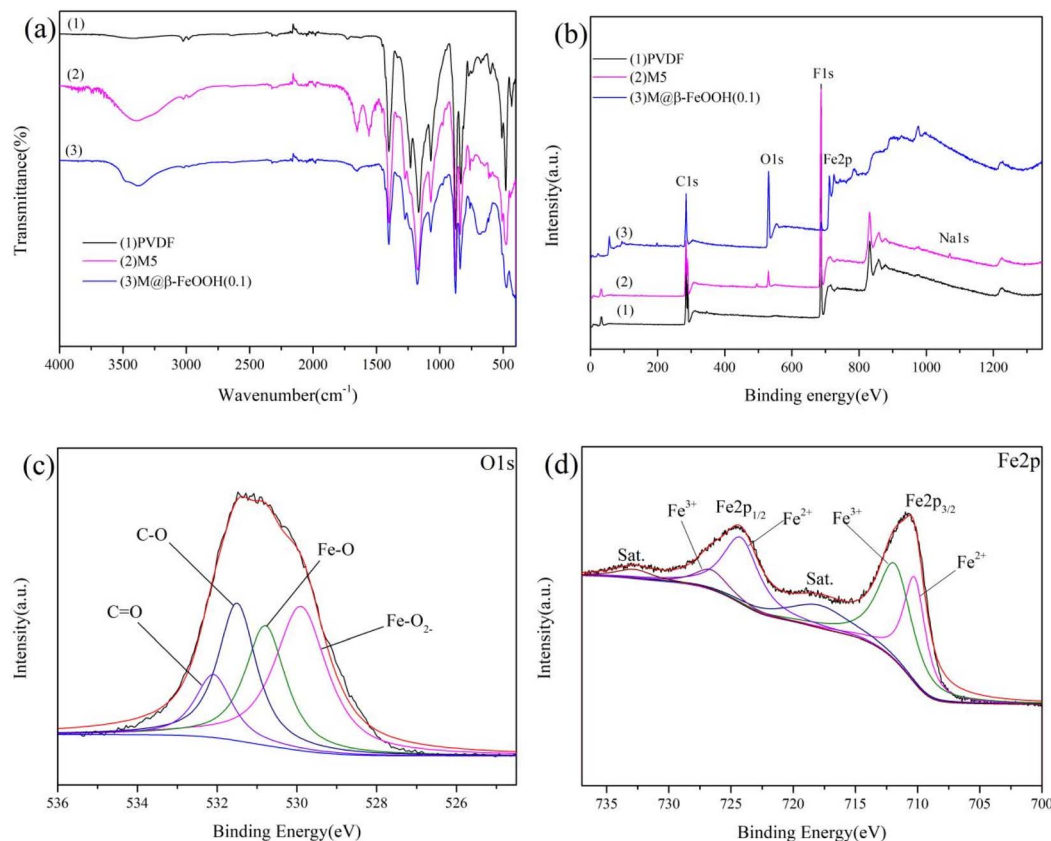 (a)
(1)
(2)
(3)
(1)PVDF
(2)M5
(3)M@β-FeOOH(0.1)
Transmittance(%)
4000 3500 3000 2500 2000 1500 1000 500
Wavenumber(cm⁻¹)
(b)
(1)PVDF
(2)M5
(3)M@β-FeOOH(0.1)
F1s
O1s
Fe2p
C1s
Na1s
(3)
(2)
(1)
Intensity(a.u.)
0 200 400 600 800 1000 1200
Binding energy(eV)
(c)
O1s
C-O
Fe-O
C=O
Fe-O₂₋
Intensity(a.u.)
536 534 532 530 528 526
Binding Energy(eV)
(d)
Fe2p
Fe³⁺
Fe2p₁/₂
Fe²⁺
Fe³⁺
Fe2p₃/₂
Fe²⁺
Sat.
Sat.
Intensity(a.u.)
735 730 725 720 715 710 705 700
Binding Energy(eV)